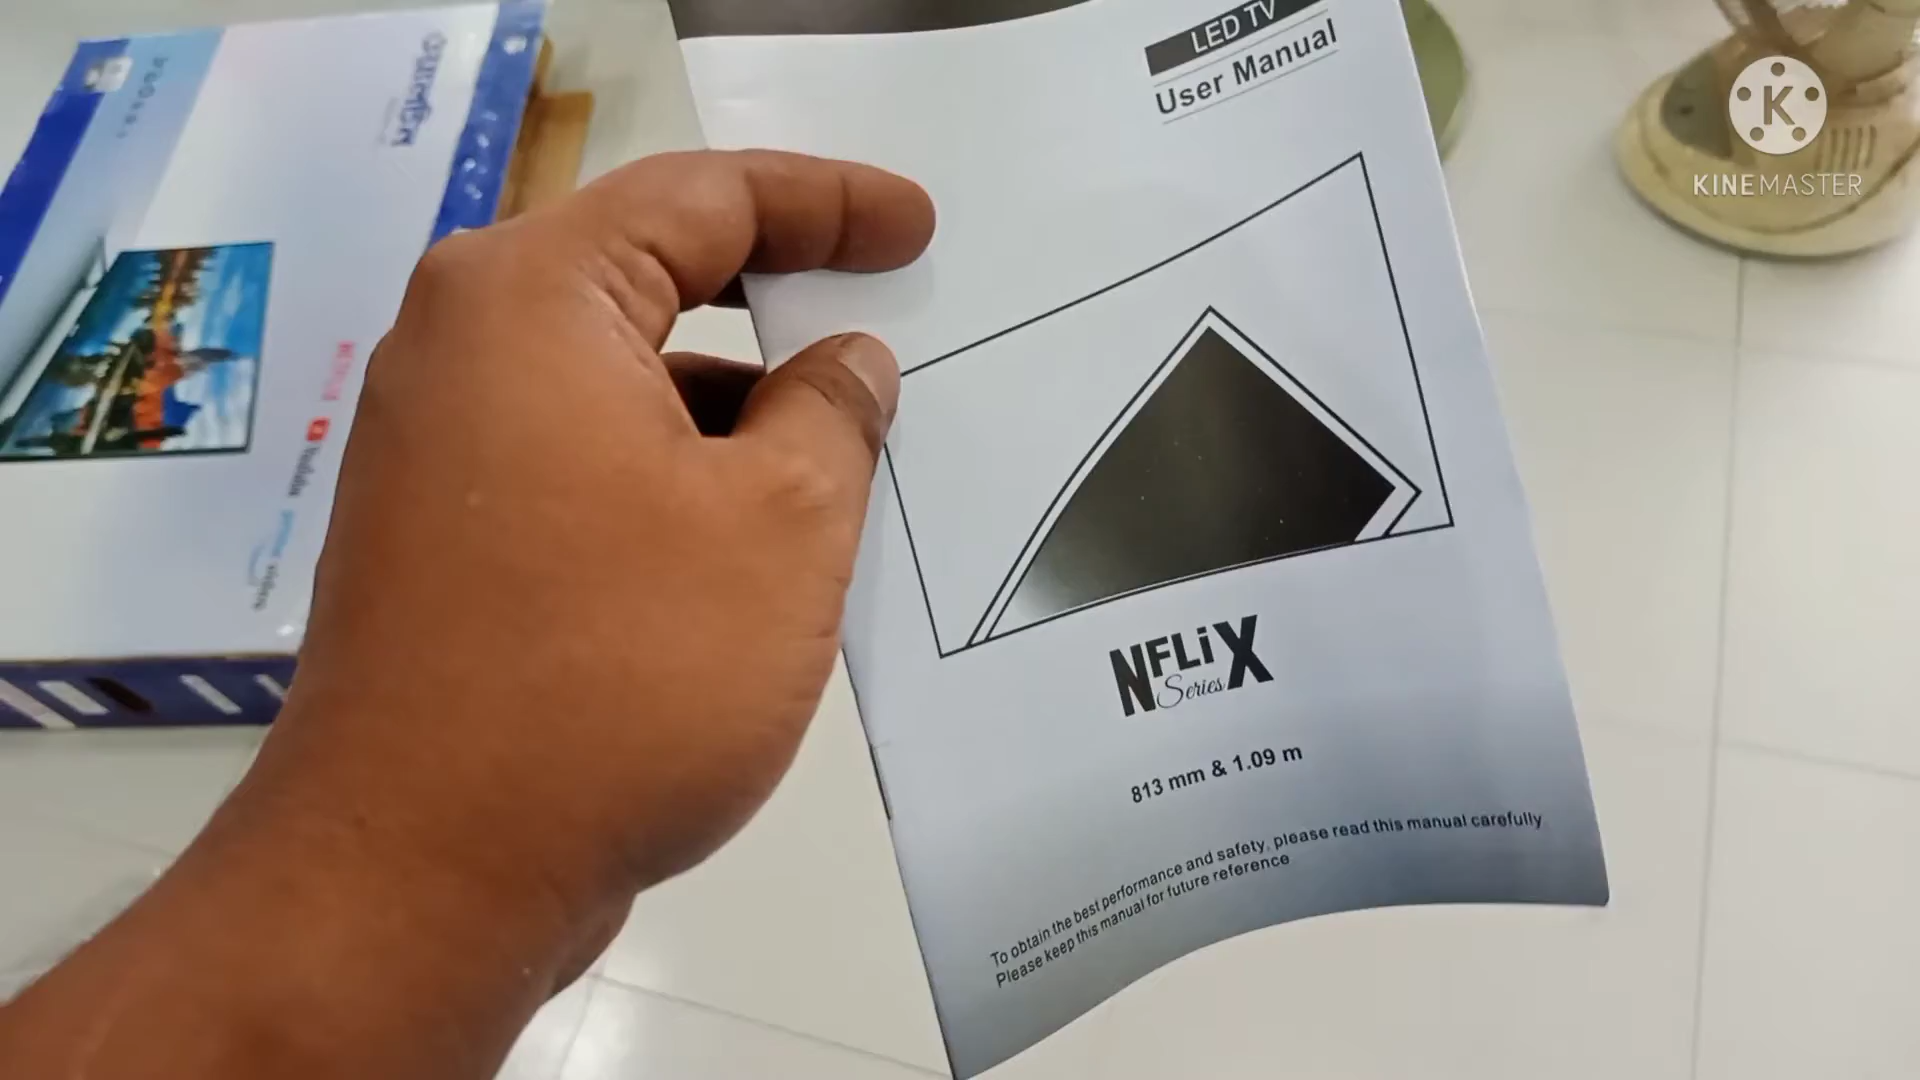 LED TV
User Manual
NFLiX
Series
813 mm & 1.09 m
To obtain the best performance and safety, please read this manual carefully
Please keep this manual for future reference
K
KINEMASTER